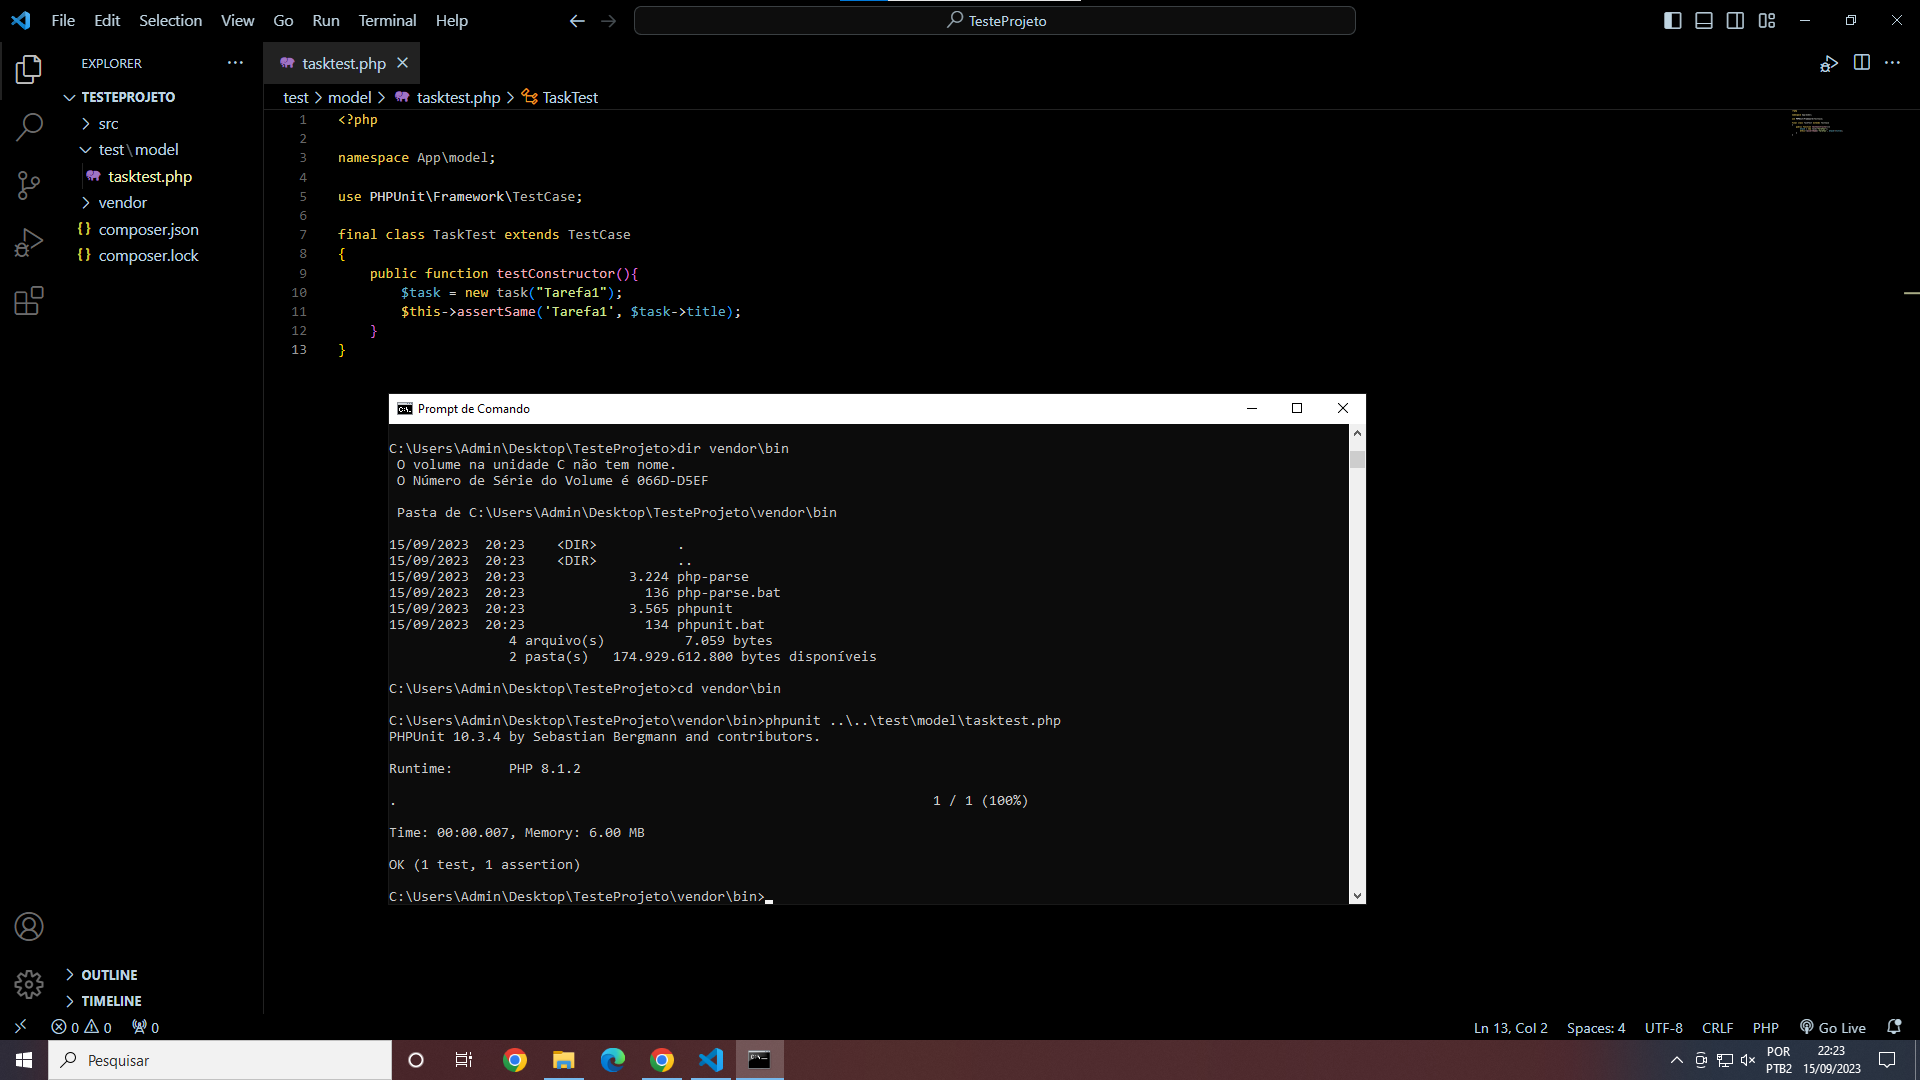 File Edit Selection View Go Run Terminal Help
TesteProjeto
EXPLORER
tasktest.php
TESTEPROJETO
test > model > tasktest.php > TaskTest
src
test\model
tasktest.php
vendor
composer.json
composer.lock
1 <?php
2
3 namespace App\model;
4
5 use PHPUnit\Framework\TestCase;
6
7 final class TaskTest extends TestCase
8 {
9 public function testConstructor(){
10 $task = new task("Tarefa1");
11 $this->assertSame('Tarefa1', $task->title);
12 }
13 }
Prompt de Comando
C:\Users\Admin\Desktop\TesteProjeto>dir vendor\bin
O volume na unidade C não tem nome.
O Número de Série do Volume é 066D-D5EF
Pasta de C:\Users\Admin\Desktop\TesteProjeto\vendor\bin
15/09/2023 20:23 <DIR> .
15/09/2023 20:23 <DIR> ..
15/09/2023 20:23 3.224 php-parse
15/09/2023 20:23 136 php-parse.bat
15/09/2023 20:23 3.565 phpunit
15/09/2023 20:23 134 phpunit.bat
4 arquivo(s) 7.059 bytes
2 pasta(s) 174.929.612.800 bytes disponíveis
C:\Users\Admin\Desktop\TesteProjeto>cd vendor\bin
C:\Users\Admin\Desktop\TesteProjeto\vendor\bin>phpunit ..\..\test\model\tasktest.php
PHPUnit 10.3.4 by Sebastian Bergmann and contributors.
Runtime: PHP 8.1.2
. 1 / 1 (100%)
Time: 00:00.007, Memory: 6.00 MB
OK (1 test, 1 assertion)
C:\Users\Admin\Desktop\TesteProjeto\vendor\bin>
OUTLINE
TIMELINE
0 0 0
Ln 13, Col 2 Spaces: 4 UTF-8 CRLF PHP Go Live
Pesquisar
POR
PTB2
22:23
15/09/2023